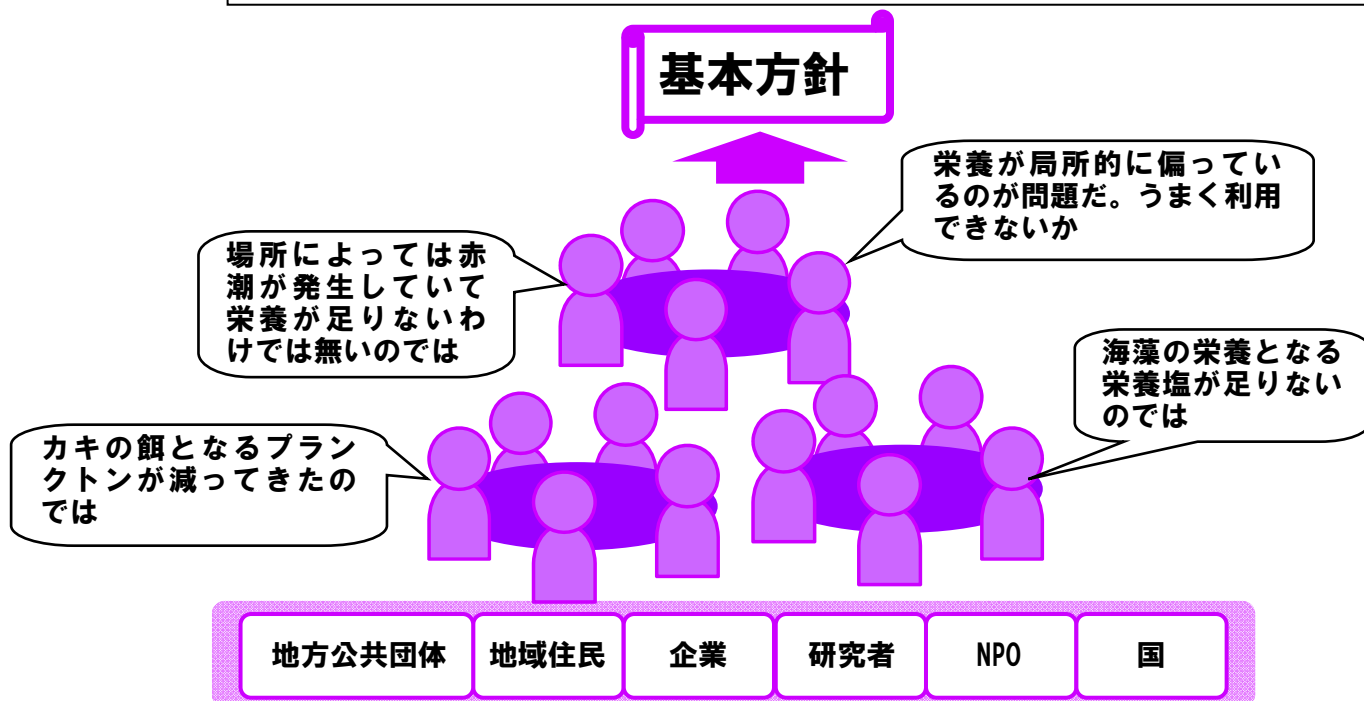 基本方針
栄養が局所的に偏ってい
るのが問題だ。うまく利用
できないか
場所によっては赤
潮が発生していて
栄養が足りないわ
けでは無いのでは
海藻の栄養となる
栄養塩が足りない
のでは
カキの餌となるプラン
クトンが減ってきたの
では
地方公共団体
地域住民
企業
研究者
NPO
国